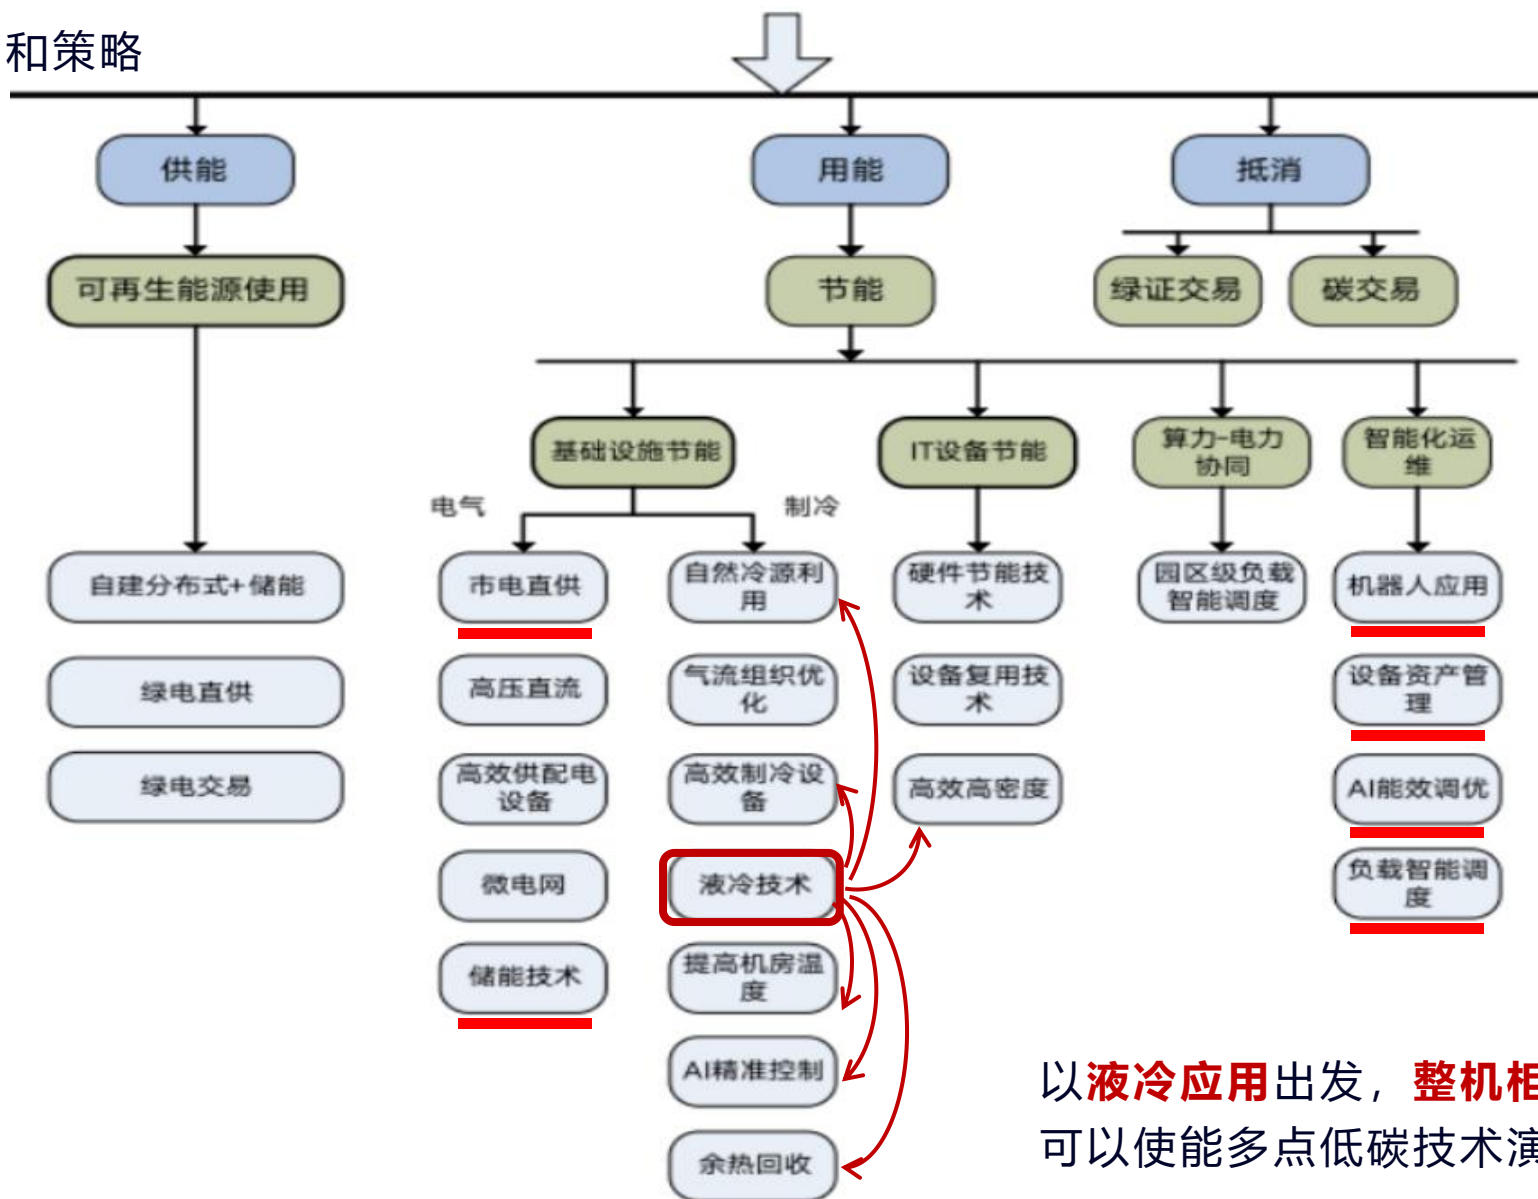 和策略
供能
用能
抵消
可再生能源使用
节能
绿证交易
碳交易
基础设施节能
IT设备节能
算力-电力
协同
智能化运
维
电气
制冷
自建分布式+储能
绿电直供
绿电交易
市电直供
高压直流
高效供配电
设备
微电网
储能技术
自然冷源利
用
气流组织优
化
高效制冷设
备
液冷技术
提高机房温
度
AI精准控制
余热回收
硬件节能技
术
设备复用技
术
高效高密度
园区级负载
智能调度
机器人应用
设备资产管
理
AI能效调优
负载智能调
度
以液冷应用出发，整机柜
可以使能多点低碳技术演